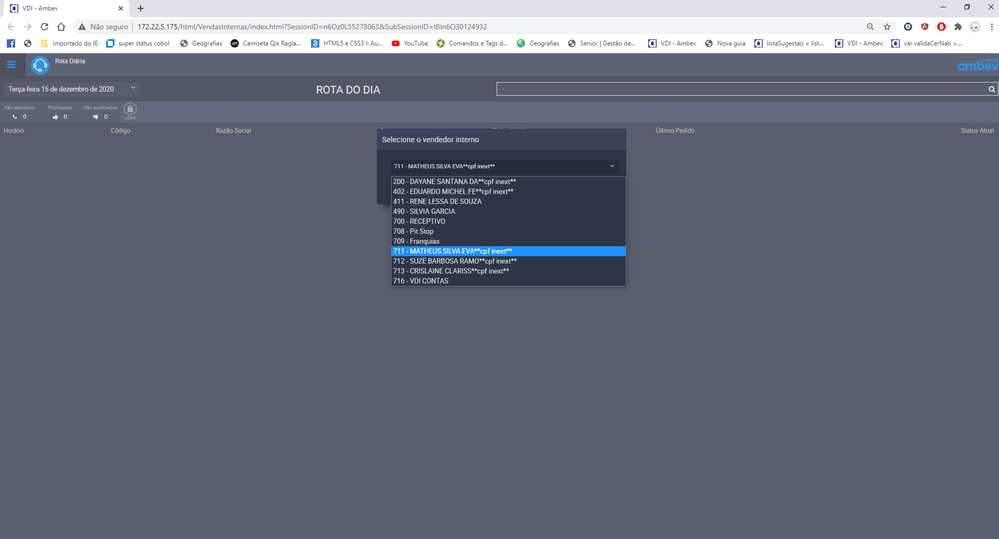 VDI - Ambev
Não seguro
172.22.5.175/html/VendasInternas/index.html?SessionID=n6Oz0L55278063&SubSessionID=t8In6O30124932
Importado do IE
super status cobol
Geografias
dft
Camiseta Qix Ragla...
HTML5 e CSS3 I: Au...
YouTube
Comandos e Tags d...
Geografias
Senior | Gestão de...
VDI - Ambev
Nova guia
listaSugestao = list...
VDI - Ambev
var validaCerNab =...
Rota Diária
vendas
ambev
Terça-feira 15 de dezembro de 2020
ROTA DO DIA
Não atendidos
0
Positivados
0
Não positivados
0
LGPD
Horário
Código
Razão Social
Último Pedido
Status Atual
Selecione o vendedor interno
711 - MATHEUS SILVA EVA**cpf inext**
200 - DAYANE SANTANA DA**cpf inext**
402 - EDUARDO MICHEL FE**cpf inext**
411 - RENE LESSA DE SOUZA
490 - SILVIA GARCIA
700 - RECEPTIVO
708 - Pit Stop
709 - Franquias
711 - MATHEUS SILVA EVA**cpf inext**
712 - SUZE BARBOSA RAMO**cpf inext**
713 - CRISLAINE CLARISS**cpf inext**
716 - VDI CONTAS